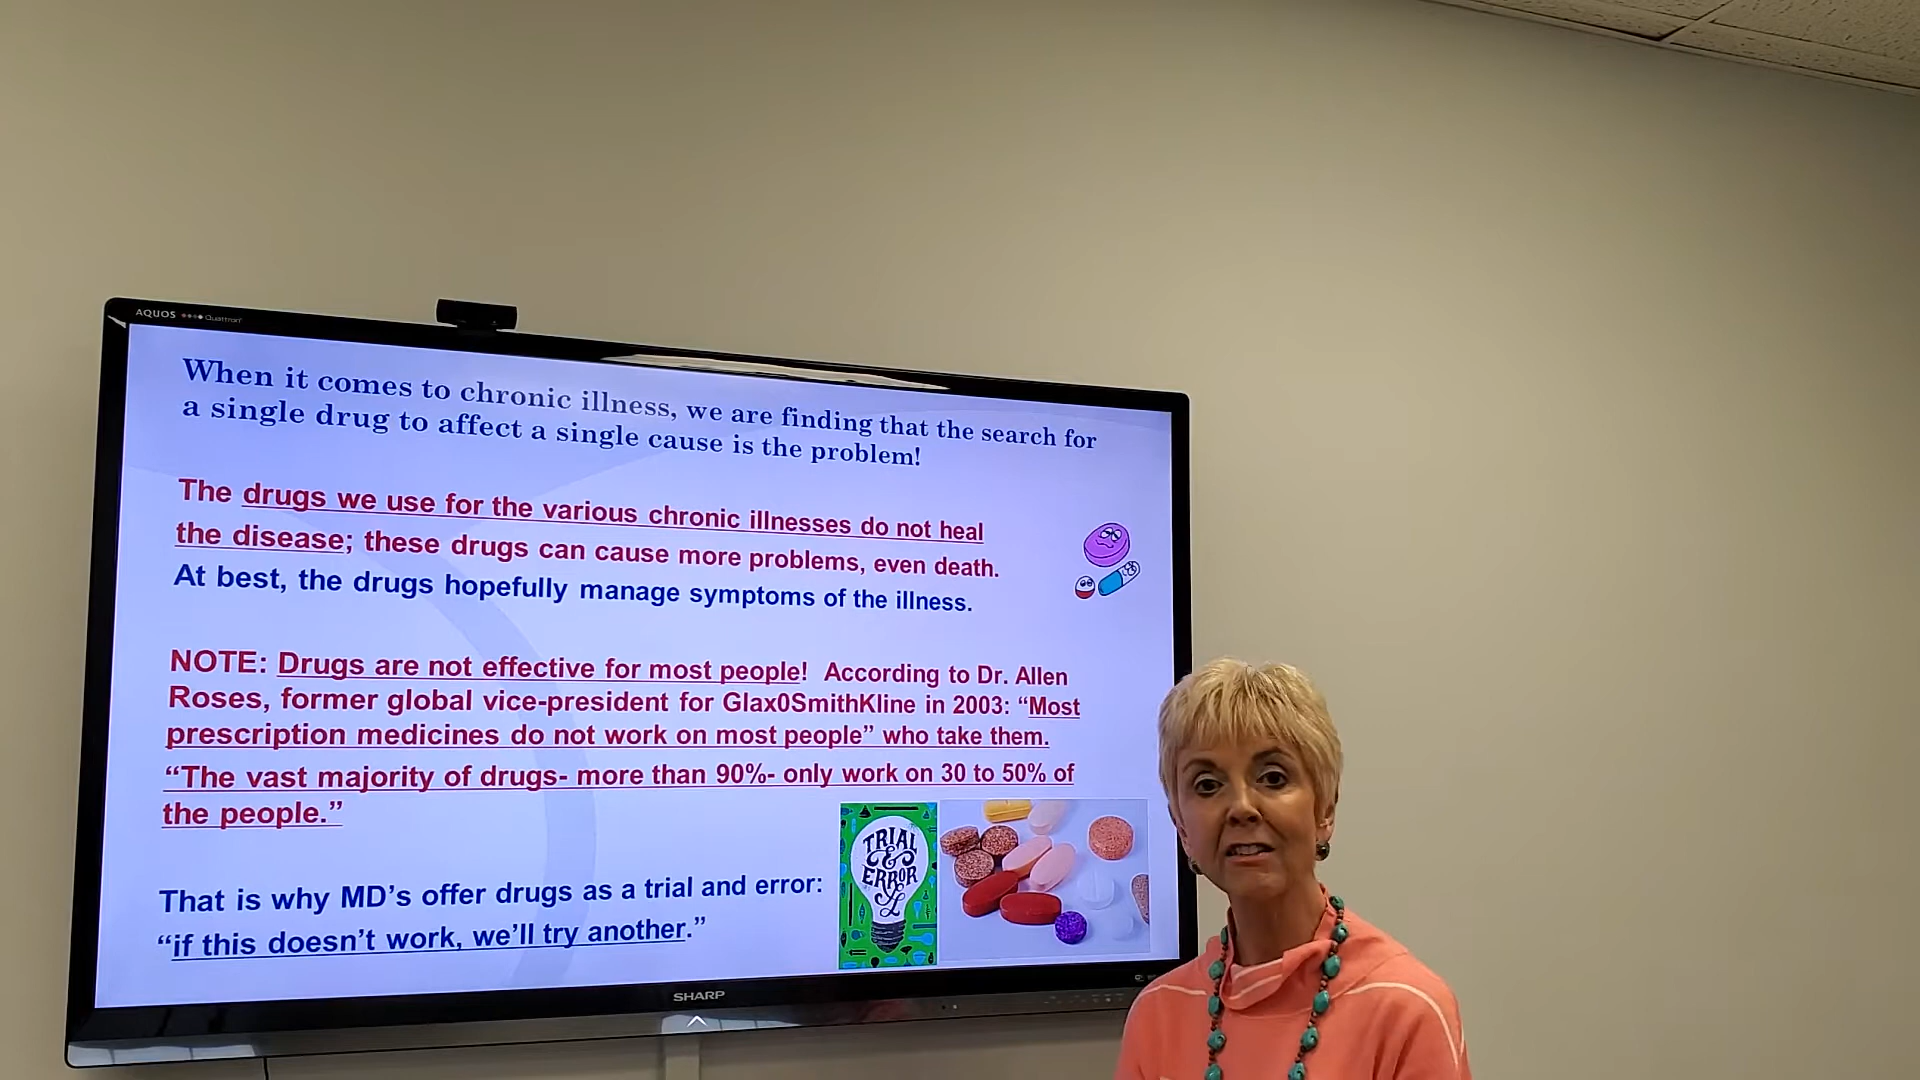 AQUOS Quattron
When it comes to chronic illness, we are finding that the search for
a single drug to affect a single cause is the problem!
The drugs we use for the various chronic illnesses do not heal
the disease; these drugs can cause more problems, even death.
At best, the drugs hopefully manage symptoms of the illness.
NOTE: Drugs are not effective for most people! According to Dr. Allen
Roses, former global vice-president for Glax0SmithKline in 2003: “Most
prescription medicines do not work on most people” who take them.
“The vast majority of drugs- more than 90%- only work on 30 to 50% of
the people.”
TRIAL
&
ERROR
That is why MD’s offer drugs as a trial and error:
“if this doesn’t work, we’ll try another.”
SHARP